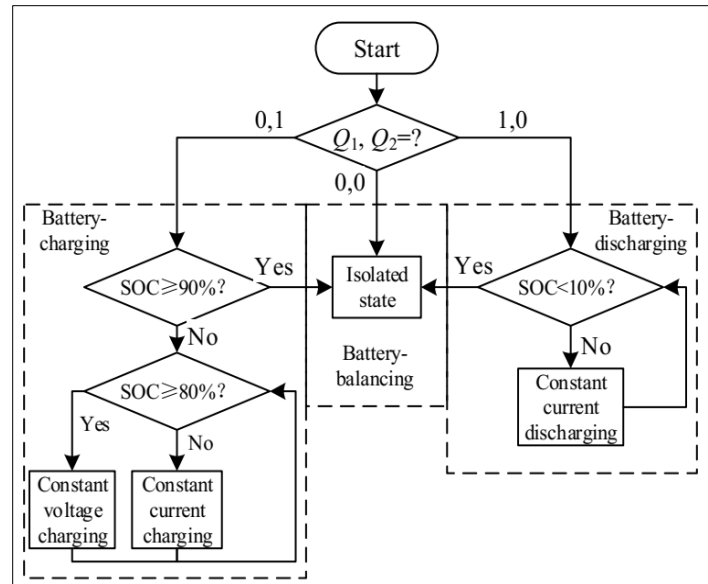 Start
0,1
Q1, Q2=?
1,0
0,0
Battery-
charging
Battery-
discharging
SOC≥90%?
Yes
Isolated
state
Yes
SOC<10%?
No
Battery-
balancing
No
SOC≥80%?
Constant
current
discharging
Yes
No
Constant
voltage
charging
Constant
current
charging